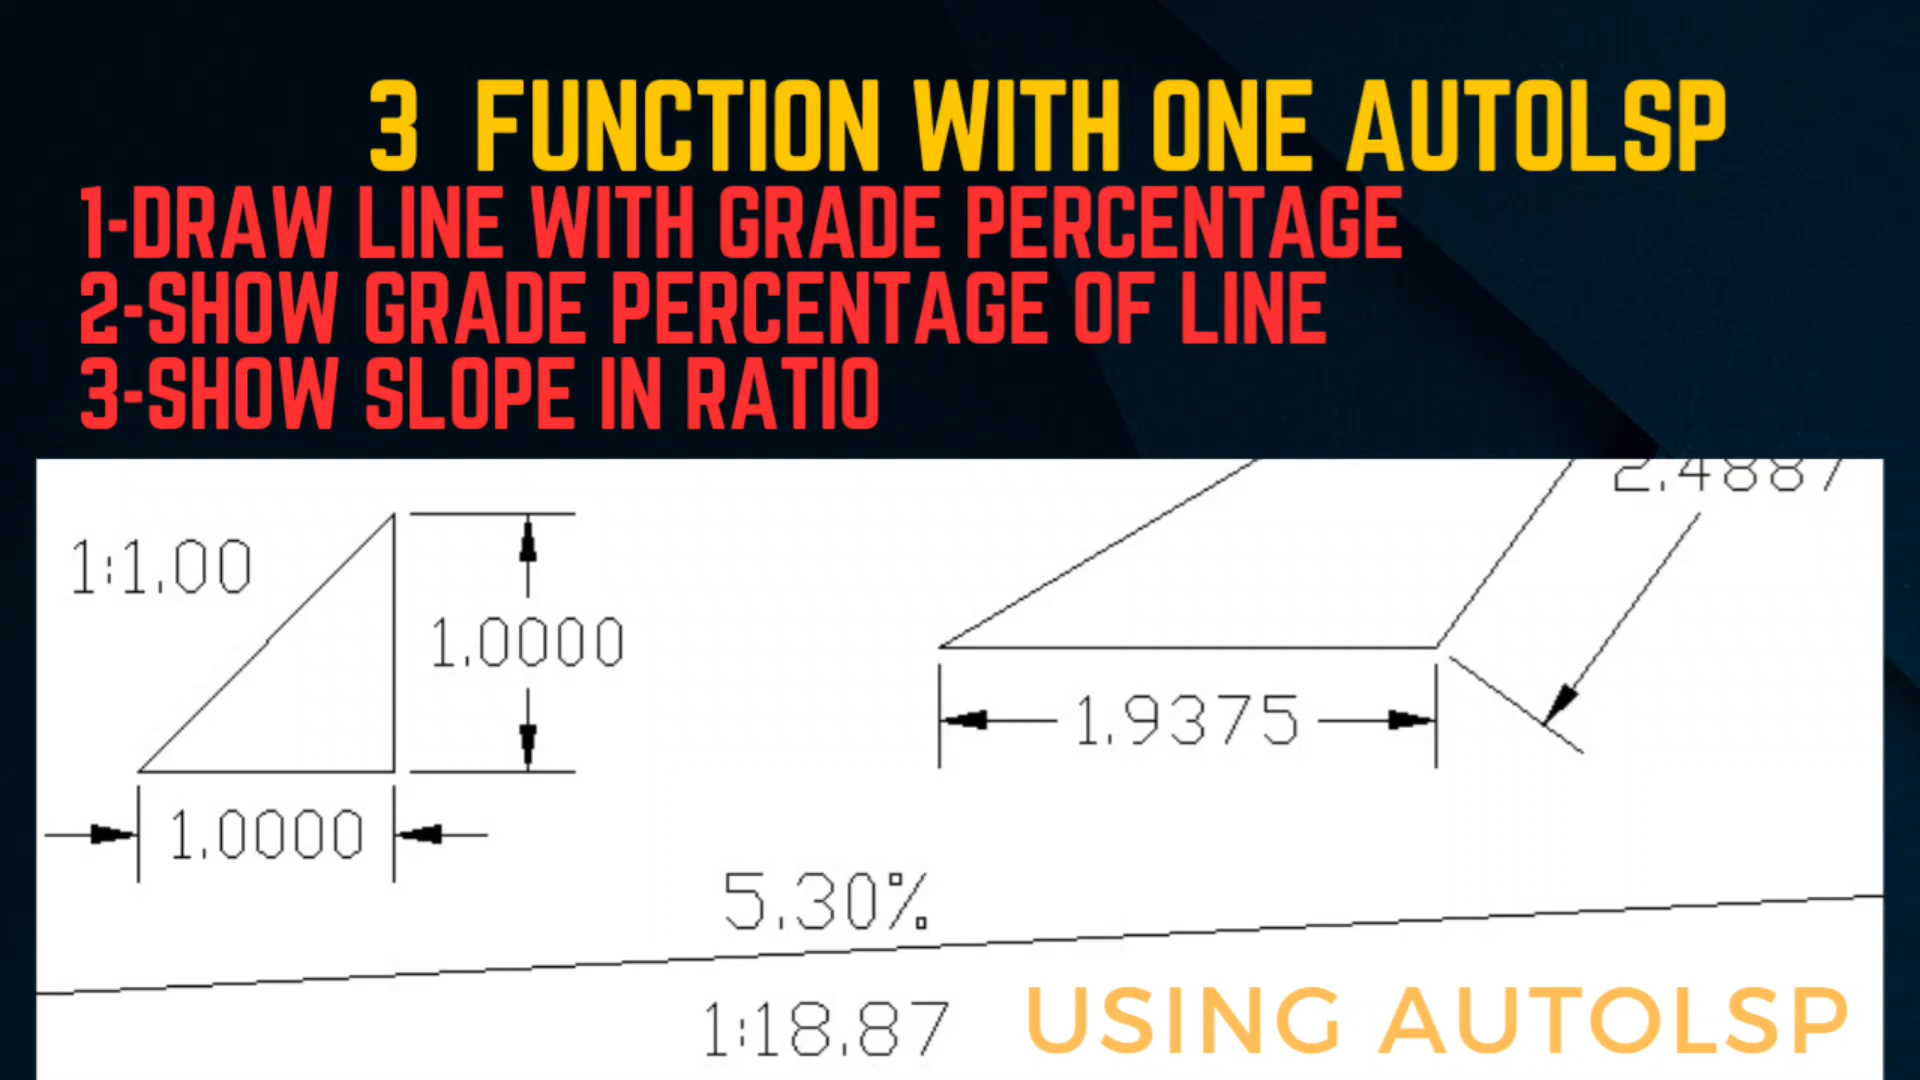 3 FUNCTION WITH ONE AUTOLSP
1-DRAW LINE WITH GRADE PERCENTAGE
2-SHOW GRADE PERCENTAGE OF LINE
3-SHOW SLOPE IN RATIO
2.4887
1:1.00
1.0000
1.9375
1.0000
5.30%
1:18.87
USING AUTOLSP